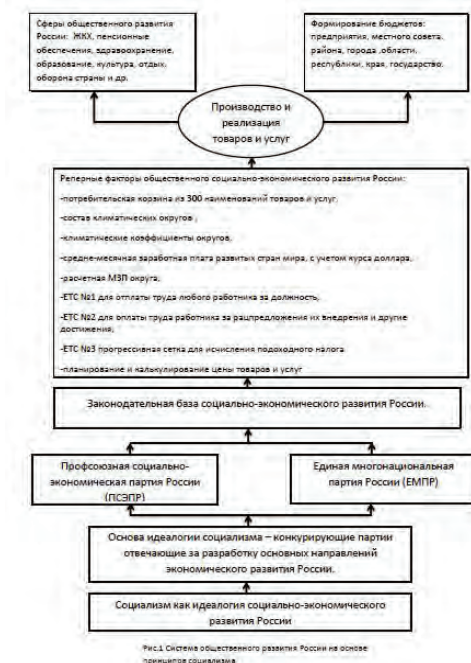 Сферы общественного развития
России: ЖКХ, пенсионные
обеспечения, здравоохранение,
образование, культура, отдых,
оборона страны и др.
Формирование бюджетов:
предприятия, местного совета,
района, города ,области,
республики, края, государство.
Производство и
реализация
товаров и услуг
Реперные факторы общественного социально-экономического развития России:
-потребительская корзина из 300 наименований товаров и услуг,
-состав климатических округов ,
-климатические коэффициенты округов,
-средне-месячная заработная плата развитых стран мира, с учетом курса доллара,
-расчетная МЗП округа,
-ЕТС №1 для отплаты труда любого работника за должность,
-ЕТС №2 для оплаты труда работника за рацпредложения их внедрения и другие
достижения,
-ЕТС №3 прогрессивная сетка для исчисления подоходного налога
-планирование и калькулирование цены товаров и услуг
Законодательная база социально-экономического развития России.
Профсоюзная социально-
экономическая партия России
(ПСЭПР)
Единая многонациональная
партия России (ЕМПР)
Основа идеалогии социализма – конкурирующие партии
отвечающие за разработку основных направлений
экономического развития России.
Социализм как идеалогия социально-экономического
развития России
Рис.1 Система общественного развития России на основе
принципов социализма